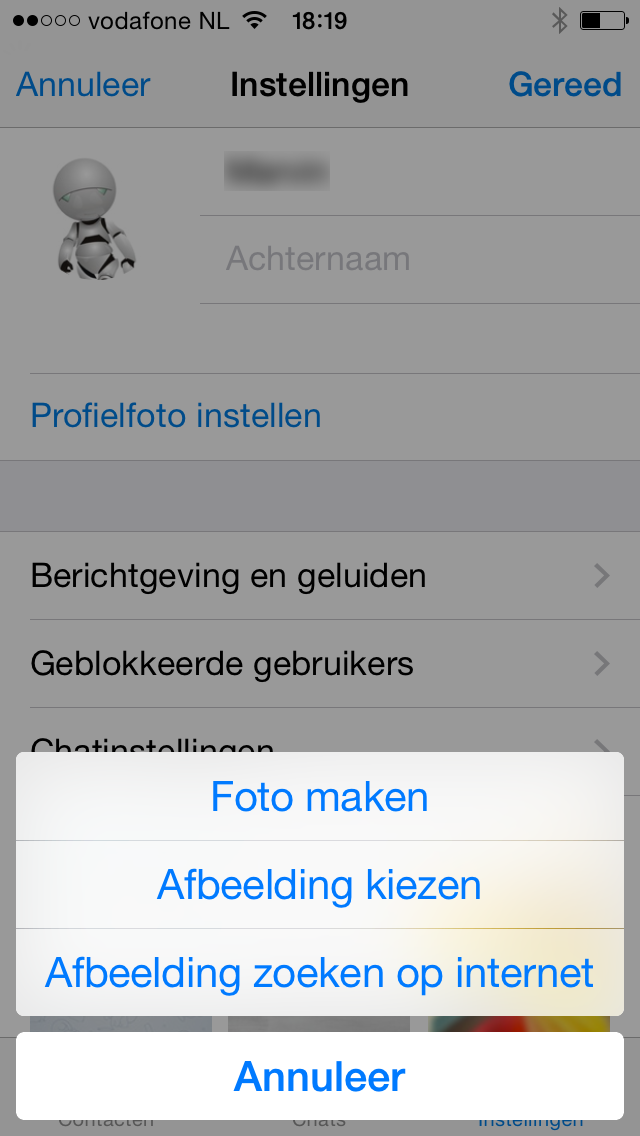 vodafone NL 18:19
Annuleer Instellingen Gereed
Achternaam
Profielfoto instellen
Berichtgeving en geluiden
Geblokkeerde gebruikers
Chatinstellingen
Foto maken
Afbeelding kiezen
Afbeelding zoeken op internet
Annuleer
Contacten Chats Instellingen